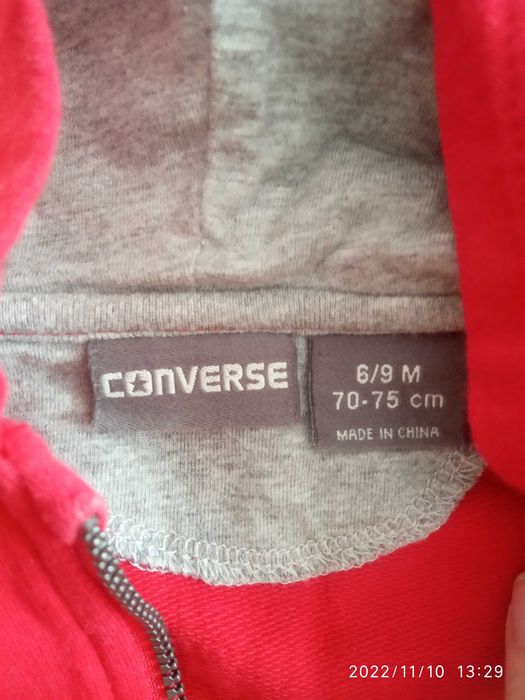 CONVERSE
6/9 M
70-75 cm
MADE IN CHINA
2022/11/10 13:29